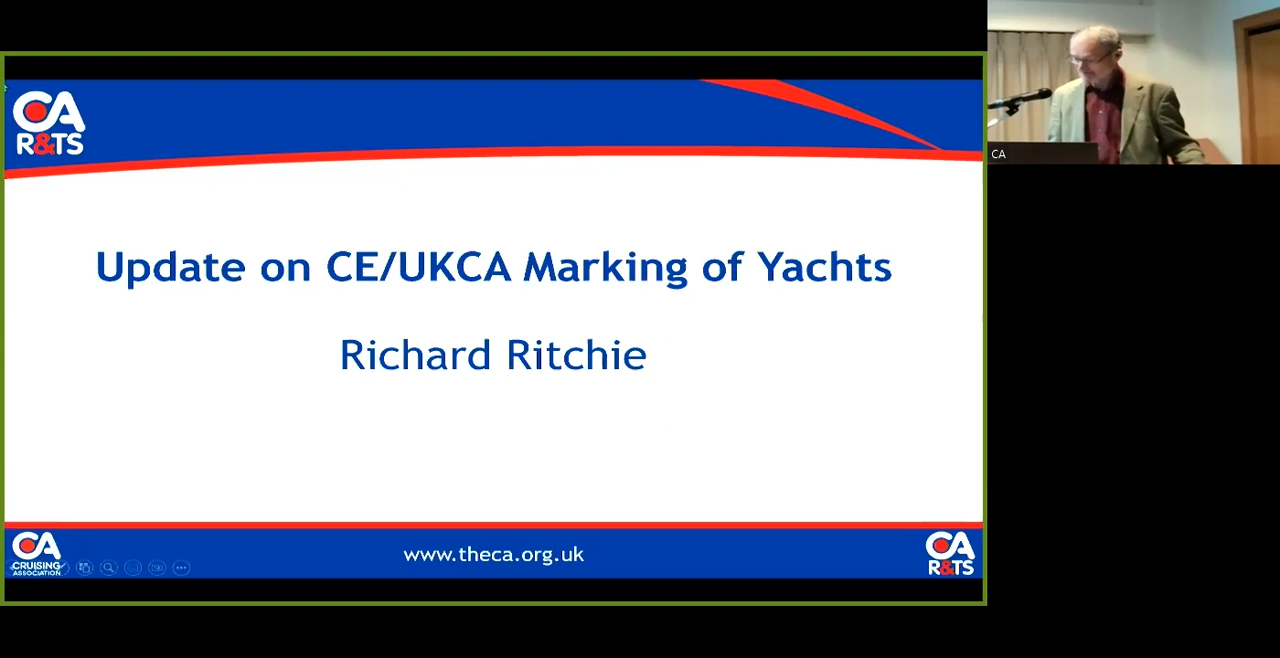 CA
R&TS
CA
Update on CE/UKCA Marking of Yachts
Richard Ritchie
CA
CRUISING
ASSOCIATION
www.theca.org.uk
CA
R&TS